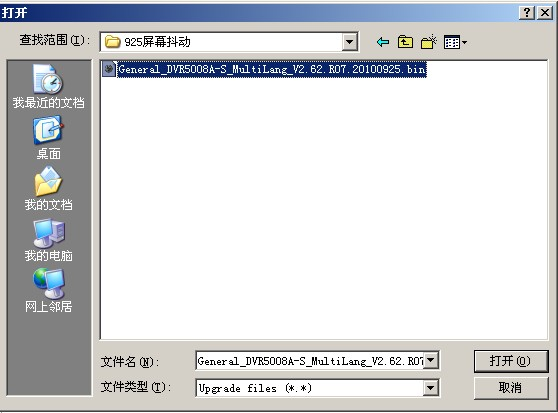 打开
查找范围(I):
925屏幕抖动
General_DVR5008A-S_MultiLang_V2.62.R07.20100925.bin
我最近的文档
桌面
我的文档
我的电脑
网上邻居
文件名(N):
General_DVR5008A-S_MultiLang_V2.62.R07
打开(O)
文件类型(T):
Upgrade files (*.*)
取消